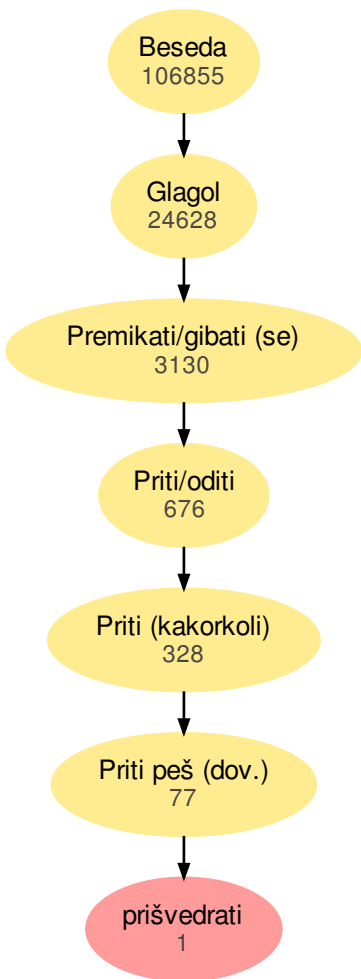 Beseda
106855
Glagol
24628
Premikati/gibati (se)
3130
Priti/oditi
676
Priti (kakorkoli)
328
Priti peš (dov.)
77
prišvedrati
1